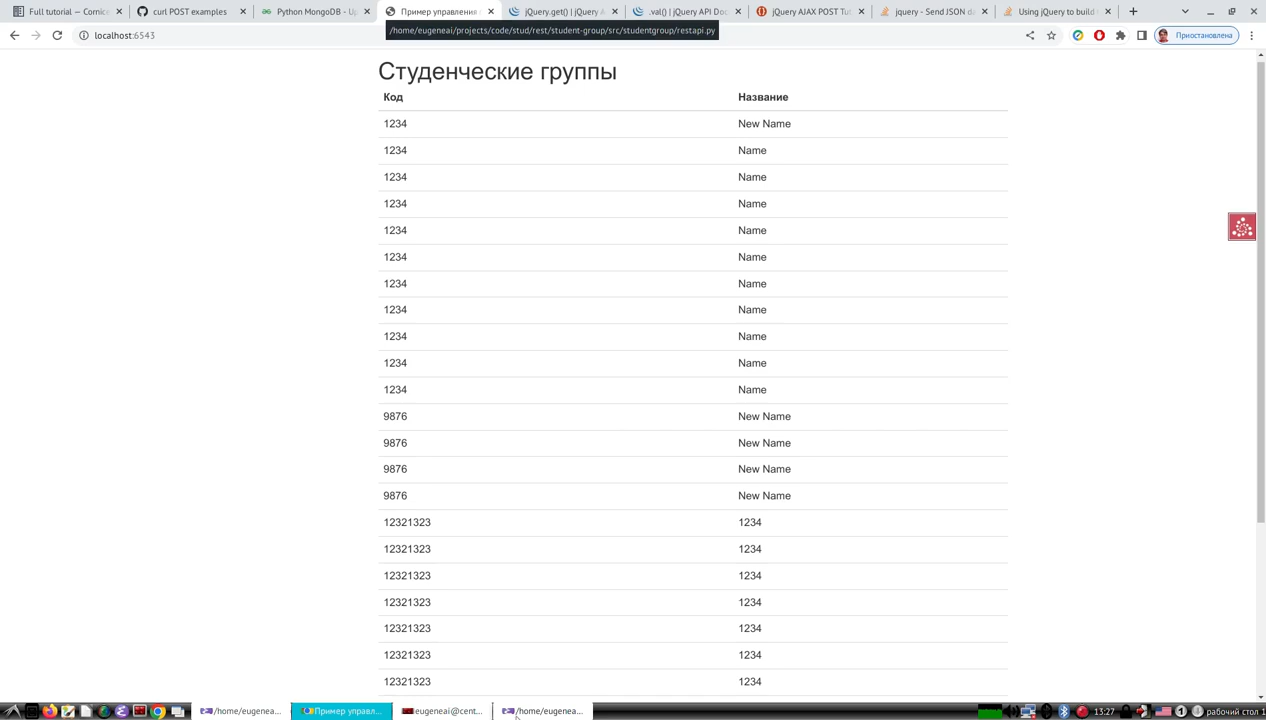 Full tutorial — Cornice
curl POST examples
Python MongoDB - Up
Пример управления
jQuery.get() | jQuery A
.val() | jQuery API Doc
jQuery AJAX POST Tut
jquery - Send JSON d
Using jQuery to build
/home/eugeneai/projects/code/stud/rest/student-group/src/studentgroup/restapi.py
localhost:6543
Приостановлена
Студенческие группы
Код Название
1234 New Name
1234 Name
1234 Name
1234 Name
1234 Name
1234 Name
1234 Name
1234 Name
1234 Name
1234 Name
1234 Name
9876 New Name
9876 New Name
9876 New Name
9876 New Name
12321323 1234
12321323 1234
12321323 1234
12321323 1234
12321323 1234
12321323 1234
12321323 1234
/home/eugenea...
Пример управл...
eugeneai@cent...
/home/eugenea...
13:27
1
рабочий стол 1